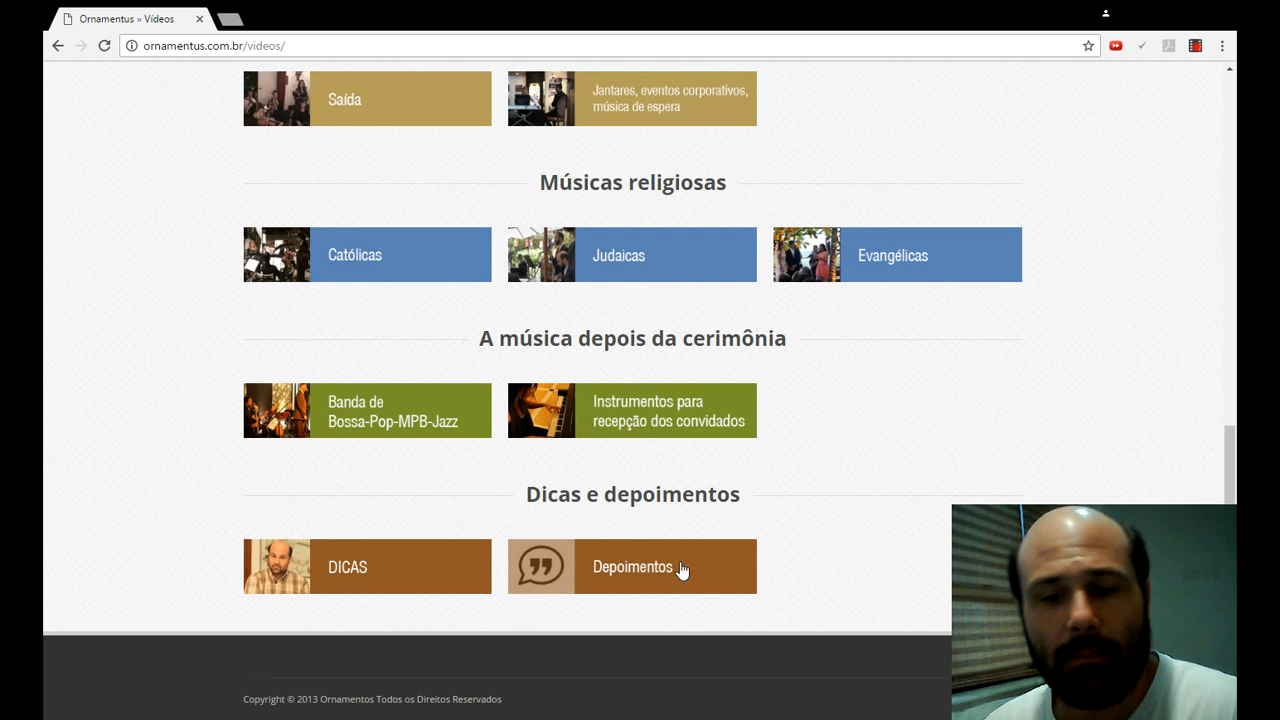 Ornamentus » Vídeos
ornamentus.com.br/videos/
Saída
Jantares, eventos corporativos,
música de espera
Músicas religiosas
Católicas
Judaicas
Evangélicas
A música depois da cerimônia
Banda de
Bossa-Pop-MPB-Jazz
Instrumentos para
recepção dos convidados
Dicas e depoimentos
DICAS
Depoimentos
Copyright © 2013 Ornamentos Todos os Direitos Reservados